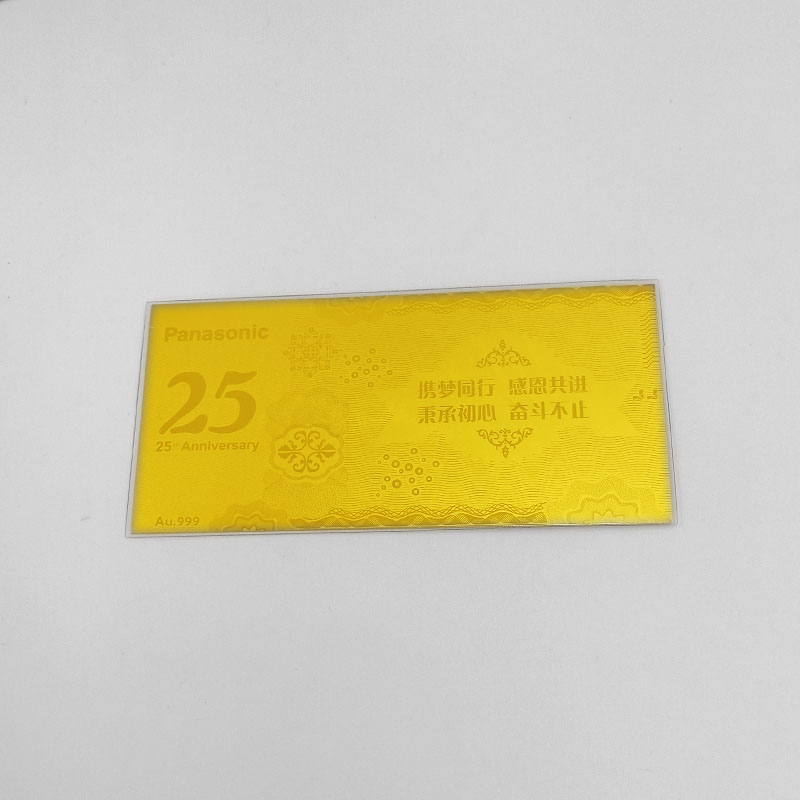 Panasonic
25
25th Anniversary
Au.999
携梦同行 感恩共进
秉承初心 奋斗不止